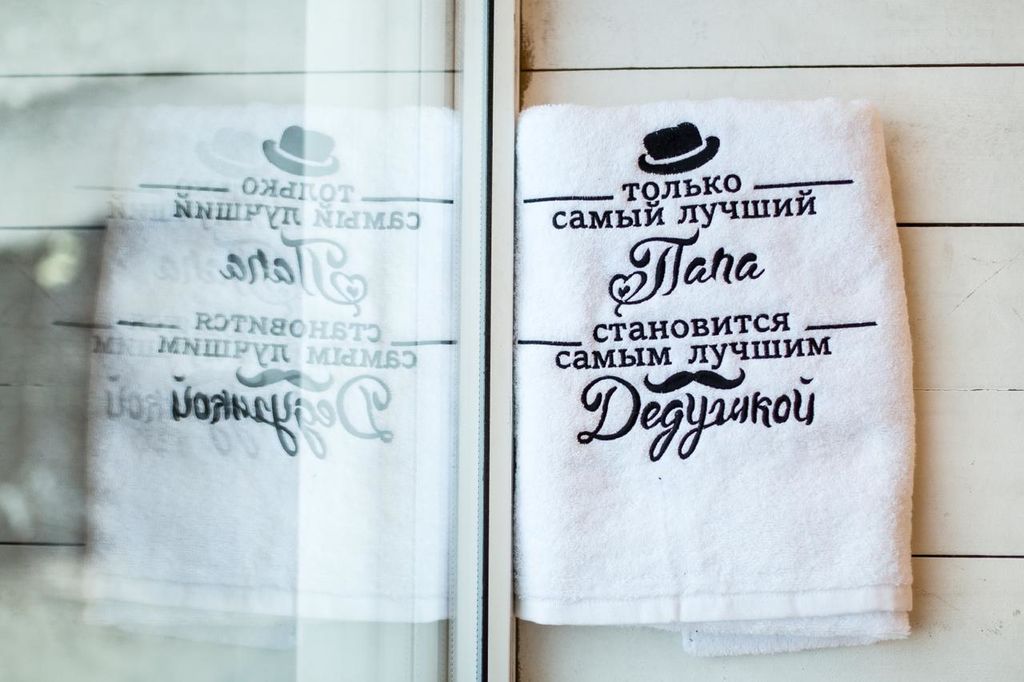 только
самый лучший
Папа
становится
самым лучшим
Дедушкой